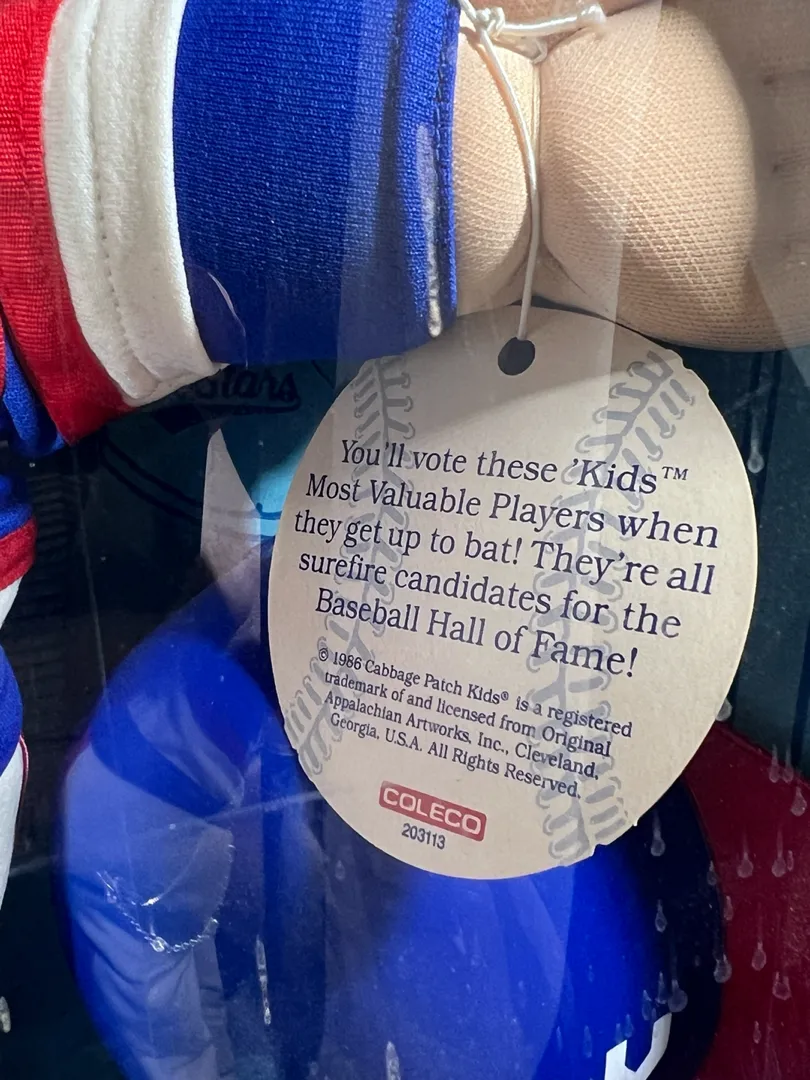 Stars
You'll vote these 'Kids™
Most Valuable Players when
they get up to bat! They're all
surefire candidates for the
Baseball Hall of Fame!
© 1986 Cabbage Patch Kids® is a registered
trademark of and licensed from Original
Appalachian Artworks, Inc., Cleveland,
Georgia, U.S.A. All Rights Reserved.
COLECO
203113